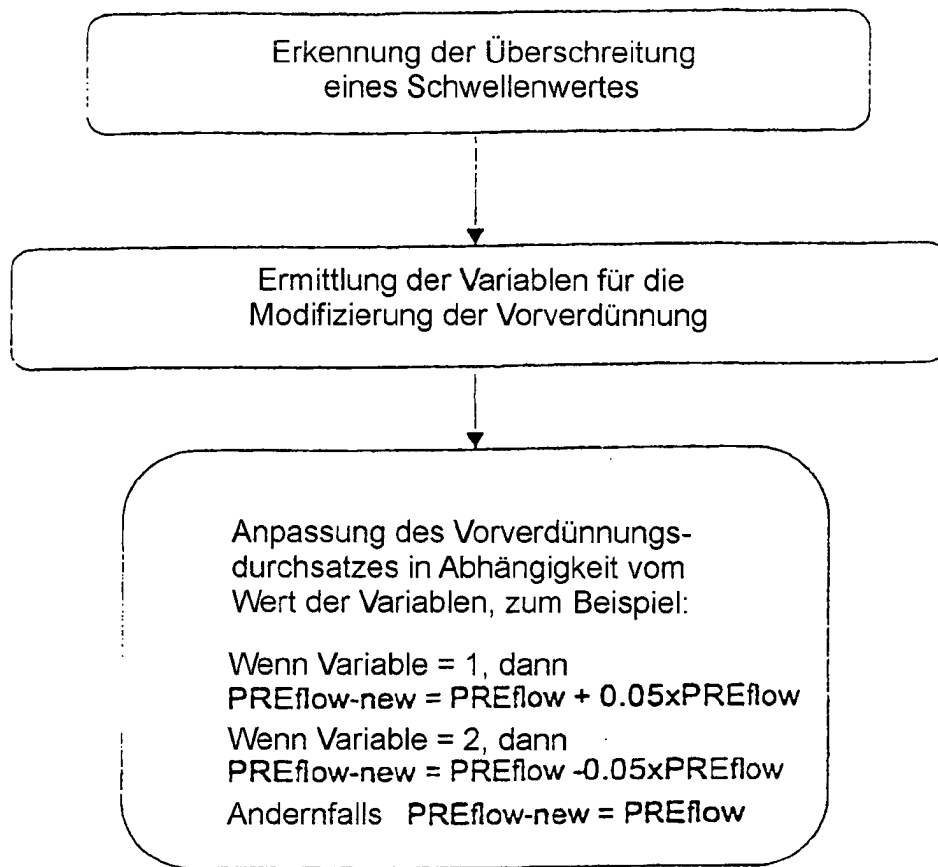 Erkennung der Überschreitung
eines Schwellenwertes
Ermittlung der Variablen für die
Modifizierung der Vorverdünnung
Anpassung des Vorverdünnungs-
durchsatzes in Abhängigkeit vom
Wert der Variablen, zum Beispiel:
Wenn Variable = 1, dann
PREflow-new = PREflow + 0.05xPREflow
Wenn Variable = 2, dann
PREflow-new = PREflow -0.05xPREflow
Andernfalls PREflow-new = PREflow